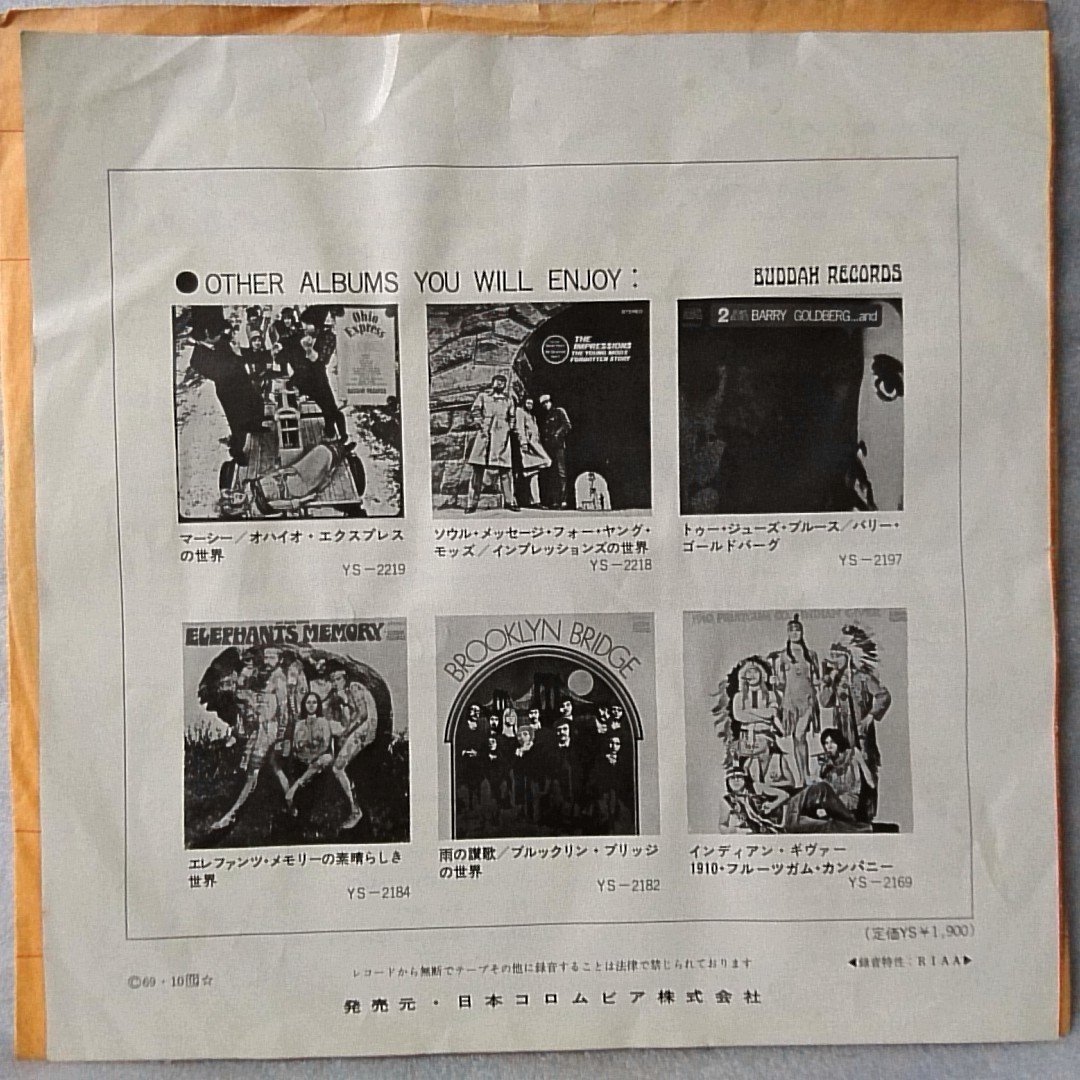 ●OTHER ALBUMS YOU WILL ENJOY:
BUDDAH RECORDS
Ohio Express
BUDDAH RECORDS
マーシー/オハイオ・エクスプレス
の世界
YS-2219
STEREO
THE IMPRESSIONS
THE YOUNG MODS'
FORGOTTEN STORY
ソウル・メッセージ・フォー・ヤング・
モッズ/インプレッションズの世界
YS-2218
2 BARRY GOLDBERG...and
トゥー・ジューズ・ブルース/バリー・
ゴールドバーグ
YS-2197
ELEPHANTS MEMORY
エレファンツ・メモリーの素晴らしき
世界
YS-2184
BROOKLYN BRIDGE
雨の讃歌/ブルックリン・ブリッジ
の世界
YS-2182
インディアン・ギヴァー
1910・フルーツガム・カンパニー
YS-2169
(定価YS¥1,900)
レコードから無断でテープその他に録音することは法律で禁じられております
◀録音特性:RIAA▶
発売元・日本コロムビア株式会社